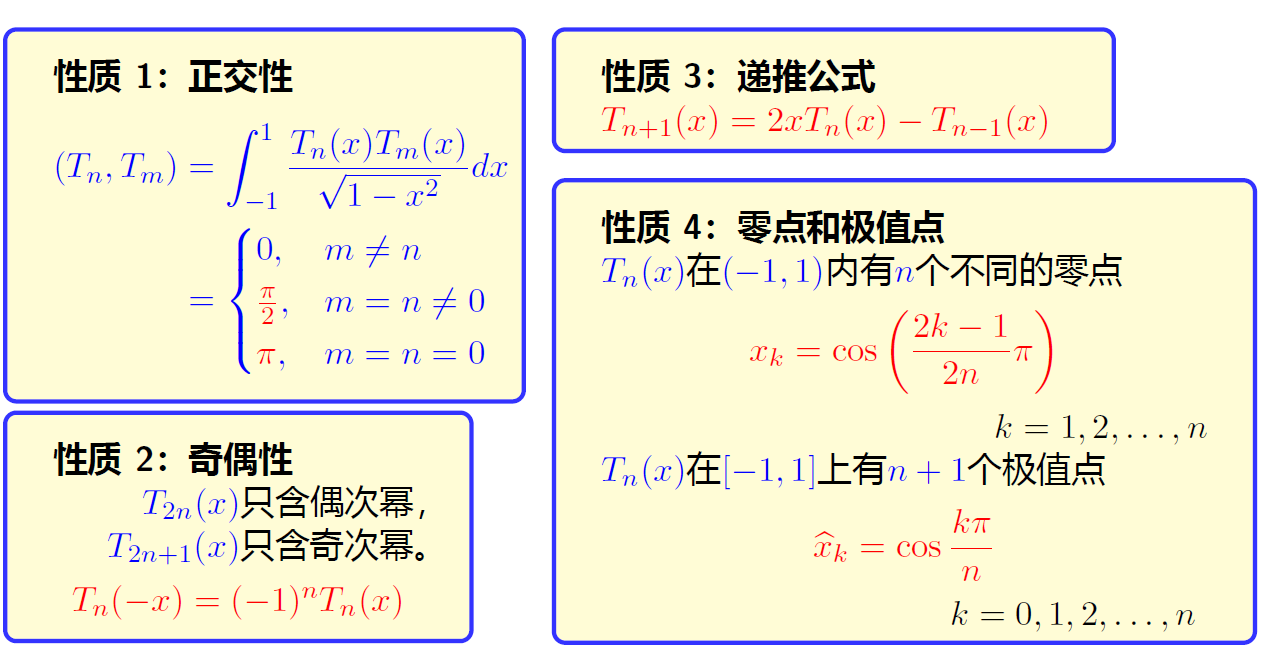 性质 1：正交性
$(T_n, T_m) = \int_{-1}^{1} \frac{T_n(x)T_m(x)}{\sqrt{1-x^2}} dx$
$= \begin{cases} 0, & m \neq n \\ \frac{\pi}{2}, & m = n \neq 0 \\ \pi, & m = n = 0 \end{cases}$
性质 2：奇偶性
$T_{2n}(x)$只含偶次幂，
$T_{2n+1}(x)$只含奇次幂。
$T_n(-x) = (-1)^n T_n(x)$
性质 3：递推公式
$T_{n+1}(x) = 2xT_n(x) - T_{n-1}(x)$
性质 4：零点和极值点
$T_n(x)$在$(-1, 1)$内有$n$个不同的零点
$x_k = \cos\left(\frac{2k-1}{2n}\pi\right)$
$k = 1, 2, \ldots, n$
$T_n(x)$在$[-1, 1]$上有$n+1$个极值点
$\widehat{x}_k = \cos\frac{k\pi}{n}$
$k = 0, 1, 2, \ldots, n$